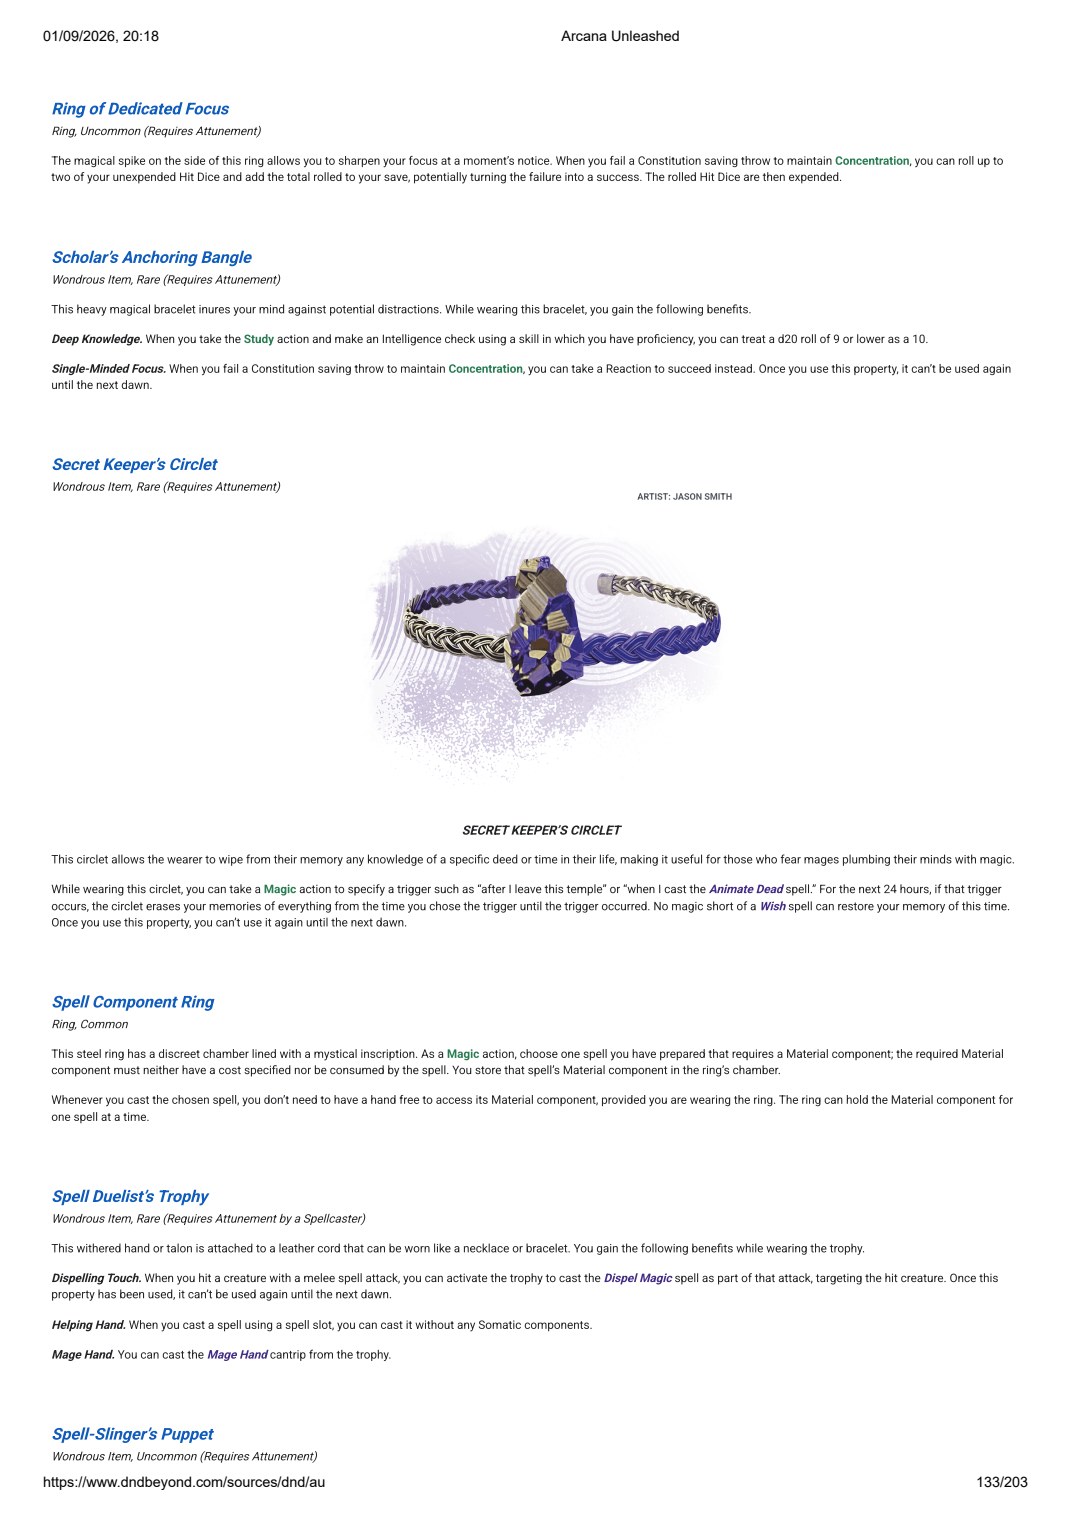 01/09/2026, 20:18
Arcana Unleashed
Ring of Dedicated Focus
Ring, Uncommon (Requires Attunement)
The magical spike on the side of this ring allows you to sharpen your focus at a moment’s notice. When you fail a Constitution saving throw to maintain Concentration, you can roll up to
two of your unexpended Hit Dice and add the total rolled to your save, potentially turning the failure into a success. The rolled Hit Dice are then expended.
Scholar’s Anchoring Bangle
Wondrous Item, Rare (Requires Attunement)
This heavy magical bracelet inures your mind against potential distractions. While wearing this bracelet, you gain the following benefits.
Deep Knowledge. When you take the Study action and make an Intelligence check using a skill in which you have proficiency, you can treat a d20 roll of 9 or lower as a 10.
Single-Minded Focus. When you fail a Constitution saving throw to maintain Concentration, you can take a Reaction to succeed instead. Once you use this property, it can’t be used again
until the next dawn.
Secret Keeper’s Circlet
Wondrous Item, Rare (Requires Attunement)
ARTIST: JASON SMITH
SECRET KEEPER’S CIRCLET
This circlet allows the wearer to wipe from their memory any knowledge of a specific deed or time in their life, making it useful for those who fear mages plumbing their minds with magic.
While wearing this circlet, you can take a Magic action to specify a trigger such as “after I leave this temple” or “when I cast the Animate Dead spell.” For the next 24 hours, if that trigger
occurs, the circlet erases your memories of everything from the time you chose the trigger until the trigger occurred. No magic short of a Wish spell can restore your memory of this time.
Once you use this property, you can’t use it again until the next dawn.
Spell Component Ring
Ring, Common
This steel ring has a discreet chamber lined with a mystical inscription. As a Magic action, choose one spell you have prepared that requires a Material component; the required Material
component must neither have a cost specified nor be consumed by the spell. You store that spell’s Material component in the ring’s chamber.
Whenever you cast the chosen spell, you don’t need to have a hand free to access its Material component, provided you are wearing the ring. The ring can hold the Material component for
one spell at a time.
Spell Duelist’s Trophy
Wondrous Item, Rare (Requires Attunement by a Spellcaster)
This withered hand or talon is attached to a leather cord that can be worn like a necklace or bracelet. You gain the following benefits while wearing the trophy.
Dispelling Touch. When you hit a creature with a melee spell attack, you can activate the trophy to cast the Dispel Magic spell as part of that attack, targeting the hit creature. Once this
property has been used, it can’t be used again until the next dawn.
Helping Hand. When you cast a spell using a spell slot, you can cast it without any Somatic components.
Mage Hand. You can cast the Mage Hand cantrip from the trophy.
Spell-Slinger’s Puppet
Wondrous Item, Uncommon (Requires Attunement)
https://www.dndbeyond.com/sources/dnd/au
133/203